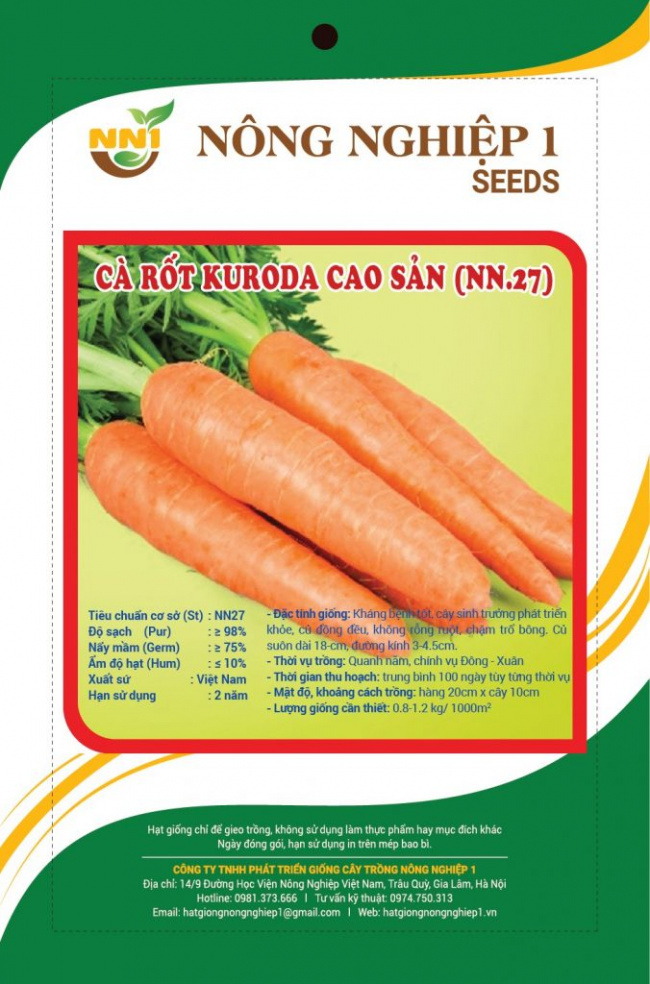 NN1
NÔNG NGHIỆP 1
SEEDS
CÀ RỐT KURODA CAO SẢN (NN.27)
Tiêu chuẩn cơ sở (St) : NN27
Độ sạch (Pur) : ≥ 98%
Nẩy mầm (Germ) : ≥ 75%
Ẩm độ hạt (Hum) : ≤ 10%
Xuất sứ : Việt Nam
Hạn sử dụng : 2 năm
- Đặc tính giống: Kháng bệnh tốt, cây sinh trưởng phát triển
khỏe, củ đồng đều, không rỗng ruột, chậm trổ bông. Củ
suôn dài 18-cm, đường kính 3-4.5cm.
- Thời vụ trồng: Quanh năm, chính vụ Đông - Xuân
- Thời gian thu hoạch: trung bình 100 ngày tùy từng thời vụ
- Mật độ, khoảng cách trồng: hàng 20cm x cây 10cm
- Lượng giống cần thiết: 0.8-1.2 kg/ 1000m²
Hạt giống chỉ để gieo trồng, không sử dụng làm thực phẩm hay mục đích khác
Ngày đóng gói, hạn sử dụng in trên mép bao bì.
CÔNG TY TNHH PHÁT TRIỂN GIỐNG CÂY TRỒNG NÔNG NGHIỆP 1
Địa chỉ: 14/9 Đường Học Viện Nông Nghiệp Việt Nam, Trâu Quỳ, Gia Lâm, Hà Nội
Hotline: 0981.373.666 I Tư vấn kỹ thuật: 0974.750.313
Email: hatgiongnongnghiep1@gmail.com I Web: hatgiongnongnghiep1.vn